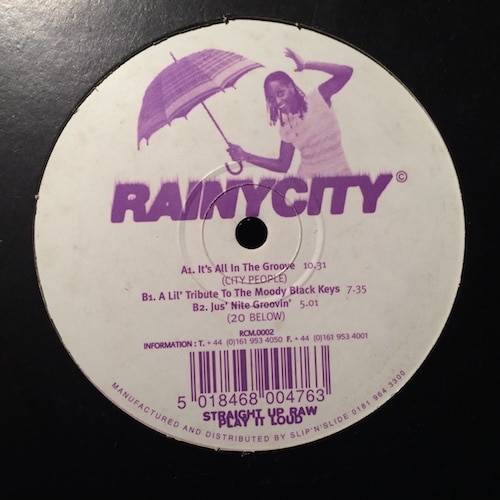 RAINYCITY ©
A1. It's All In The Groove 10.31
(CITY PEOPLE)
B1. A Lil' Tribute To The Moody Black Keys 7-35
B2. Jus' Nite Groovin' 5.01
(20 BELOW)
RCM.0002
INFORMATION : T. + 44 (0)161 953 4050 F. + 44 (0)161 953 4001
5 018468 004763
STRAIGHT UP RAW
PLAY IT LOUD
MANUFACTURED AND DISTRIBUTED BY SLIP'N'SLIDE 0181 964 3300